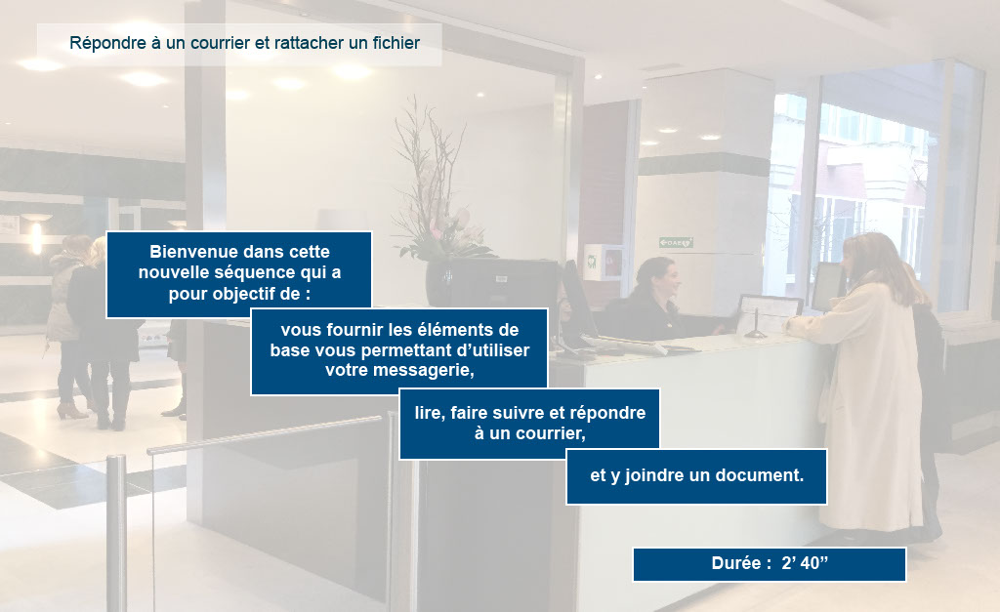 Répondre à un courrier et rattacher un fichier
Bienvenue dans cette
nouvelle séquence qui a
pour objectif de :
vous fournir les éléments de
base vous permettant d’utiliser
votre messagerie,
lire, faire suivre et répondre
à un courrier,
et y joindre un document.
Durée : 2’ 40”